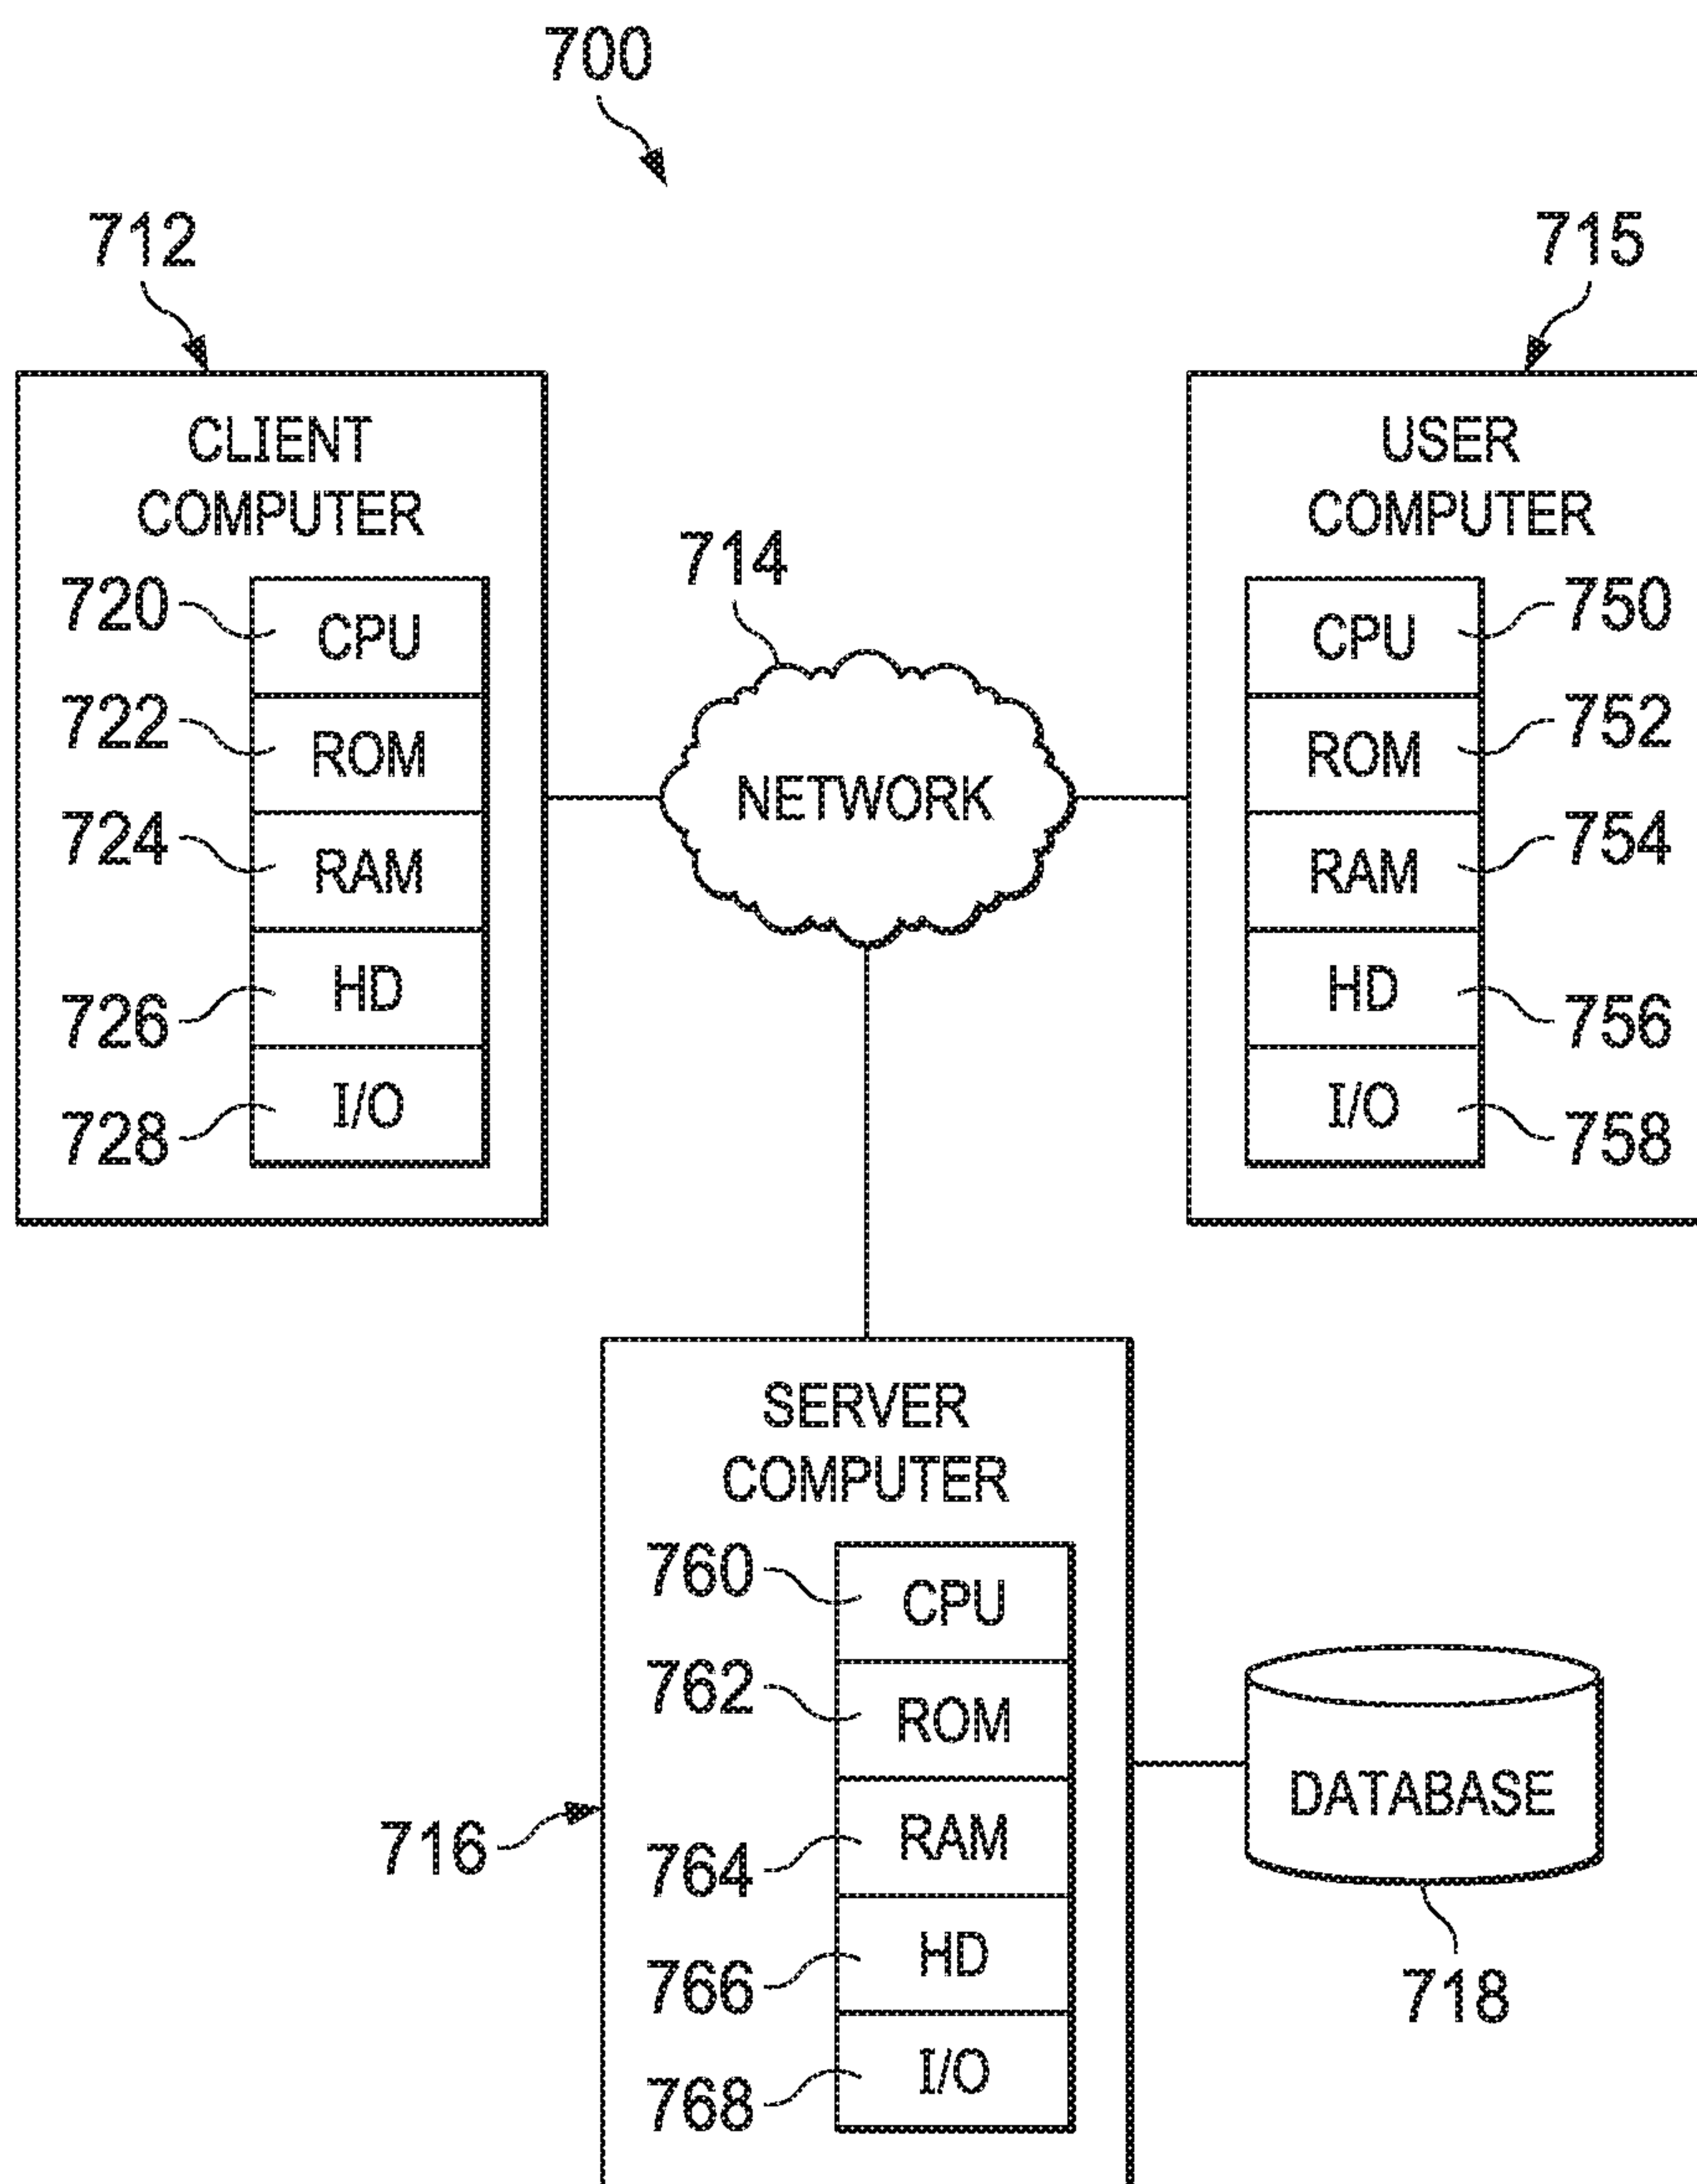 700
712
715
CLIENT
COMPUTER
720
CPU
722
ROM
724
RAM
726
HD
728
I/O
714
NETWORK
USER
COMPUTER
CPU
750
ROM
752
RAM
754
HD
756
I/O
758
SERVER
COMPUTER
716
760
CPU
762
ROM
764
RAM
766
HD
768
I/O
DATABASE
718